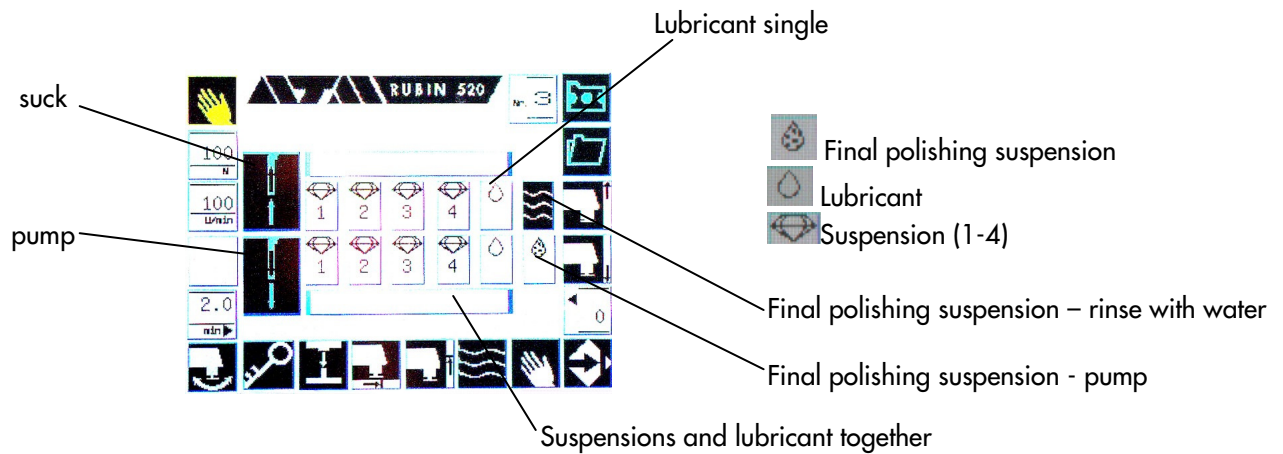 Lubricant single
suck
ATM RUBIN 520
Nr. 3
100
N
1 2 3 4
100
U/min
Final polishing suspension
Lubricant
Suspension (1-4)
pump
1 2 3 4
2.0
min
0
Final polishing suspension – rinse with water
Final polishing suspension - pump
Suspensions and lubricant together